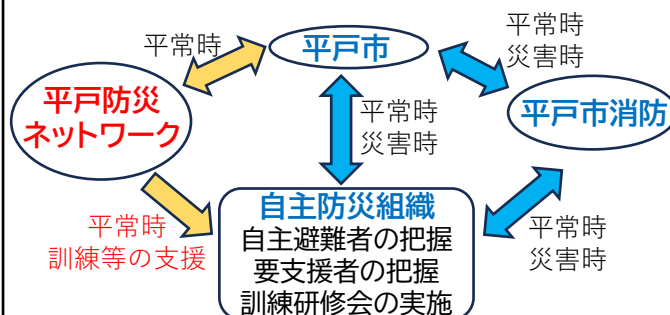 平常時
平戸市
平常時
災害時
平戸防災
ネットワーク
平常時
災害時
平戸市消防
平常時
訓練等の支援
自主防災組織
自主避難者の把握
要支援者の把握
訓練研修会の実施
平常時
災害時